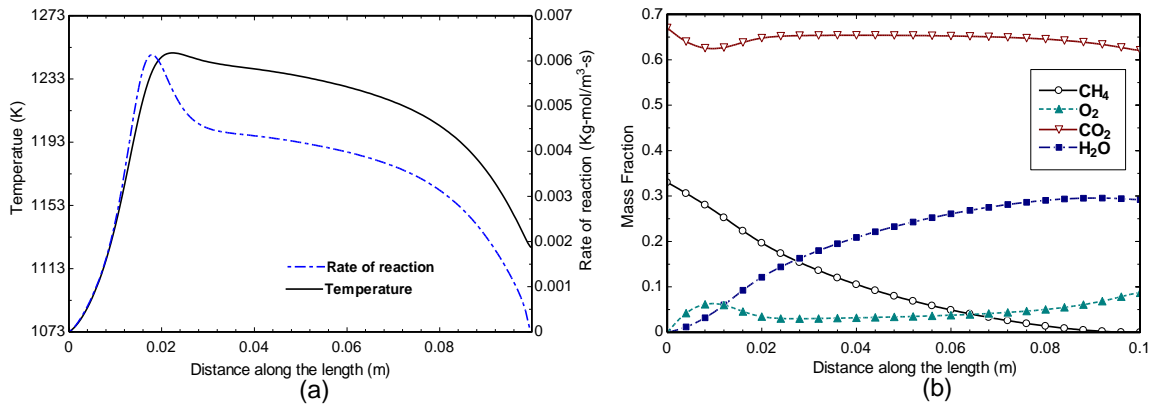 Temperatue (K)
1273
1233
1193
1153
1113
1073
0.007
0.006
0.005
0.004
0.003
0.002
0.001
0
Rate of reaction (Kg-mol/m³-s)
Rate of reaction
Temperature
0
0.02
0.04
0.06
0.08
Distance along the length (m)
(a)
Mass Fraction
0.7
0.6
0.5
0.4
0.3
0.2
0.1
0
CH₄
O₂
CO₂
H₂O
0
0.02
0.04
0.06
0.08
0.1
Distance along the length (m)
(b)